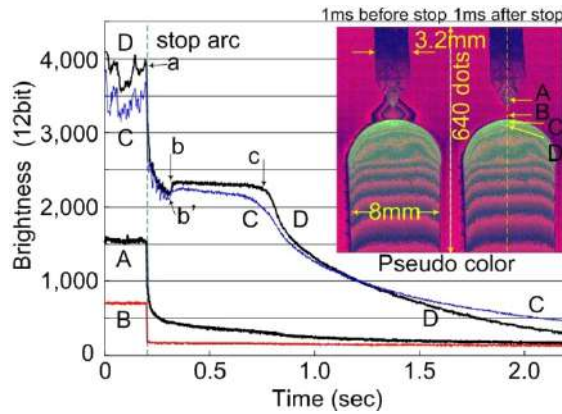 1ms before stop 1ms after stop
D
stop arc
a
3.2mm
640 dots
A
B
C
D
8mm
Pseudo color
4,000
3,000
2,000
1,000
0
Brightness (12bit)
C
b
b'
c
C
D
A
B
D
C
0.0
0.5
1.0
1.5
2.0
Time (sec)